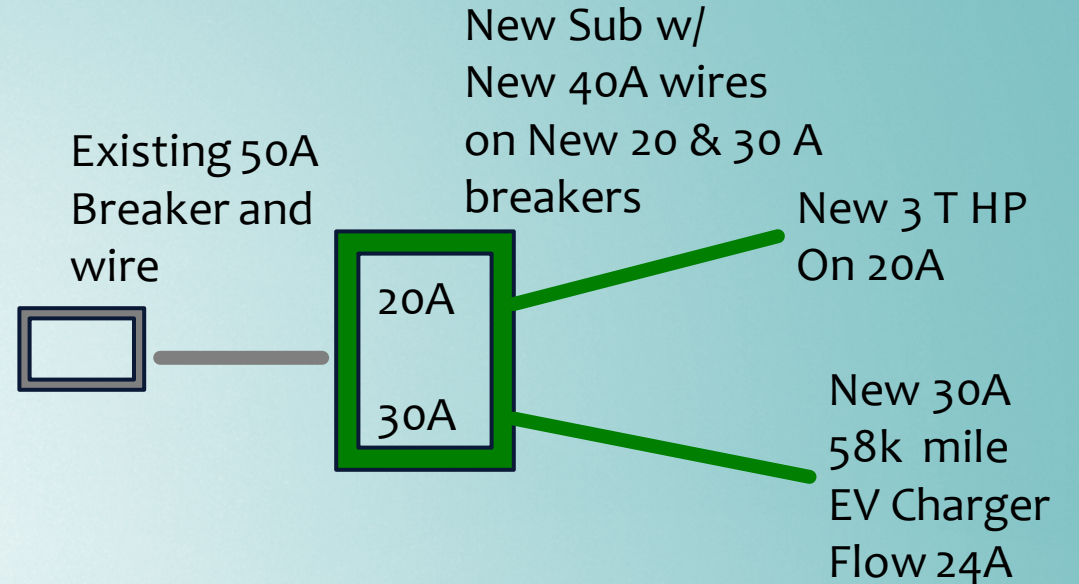 New Sub w/
New 40A wires
on New 20 & 30 A
breakers
Existing 50A
Breaker and
wire
20A
30A
New 3 T HP
On 20A
New 30A
58k mile
EV Charger
Flow 24A